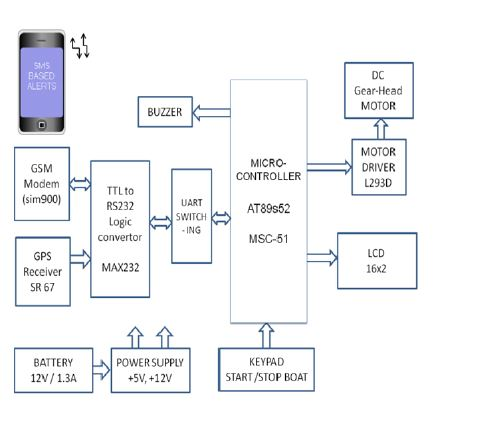 SMS
BASED
ALERTS
DC
Gear-Head
MOTOR
BUZZER
MICRO-
CONTROLLER
AT89s52
MSC-51
MOTOR
DRIVER
L293D
GSM
Modem
(sim900)
TTL to
RS232
Logic
convertor
MAX232
UART
SWITCH
- ING
GPS
Receiver
SR 67
LCD
16x2
BATTERY
12V / 1.3A
POWER SUPPLY
+5V, +12V
KEYPAD
START /STOP BOAT